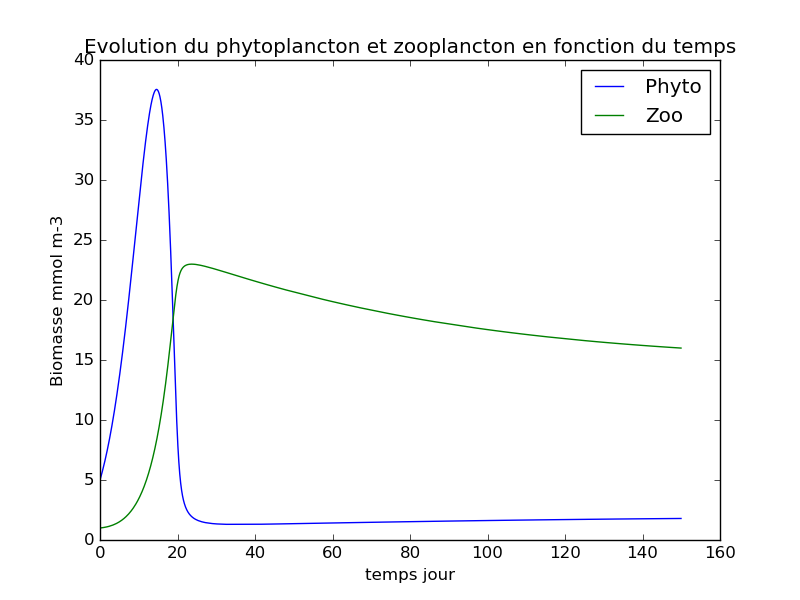 Evolution du phytoplancton et zooplancton en fonction du temps
40
35
30
25
20
15
10
5
0
Biomasse mmol m-3
Phyto
Zoo
0 20 40 60 80 100 120 140 160
temps jour